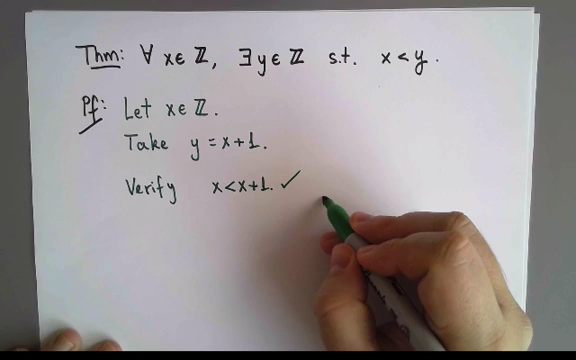 Thm: ∀ x∈ℤ, ∃y∈ℤ s.t. x<y.
Pf: Let x∈ℤ.
Take y=x+1.
Verify x<x+1. ✓